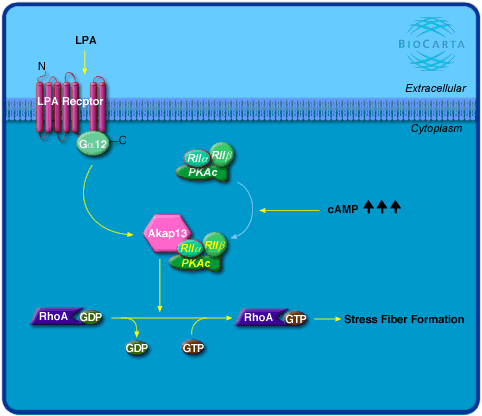 LPA
BIOCARTA
N
LPA Recptor
Extracellular
Cytoplasm
Gα12
C
RIIα
RIIβ
PKAc
cAMP
Akap13
RIIα
RIIβ
PKAc
RhoA
GDP
RhoA
GTP
Stress Fiber Formation
GDP
GTP